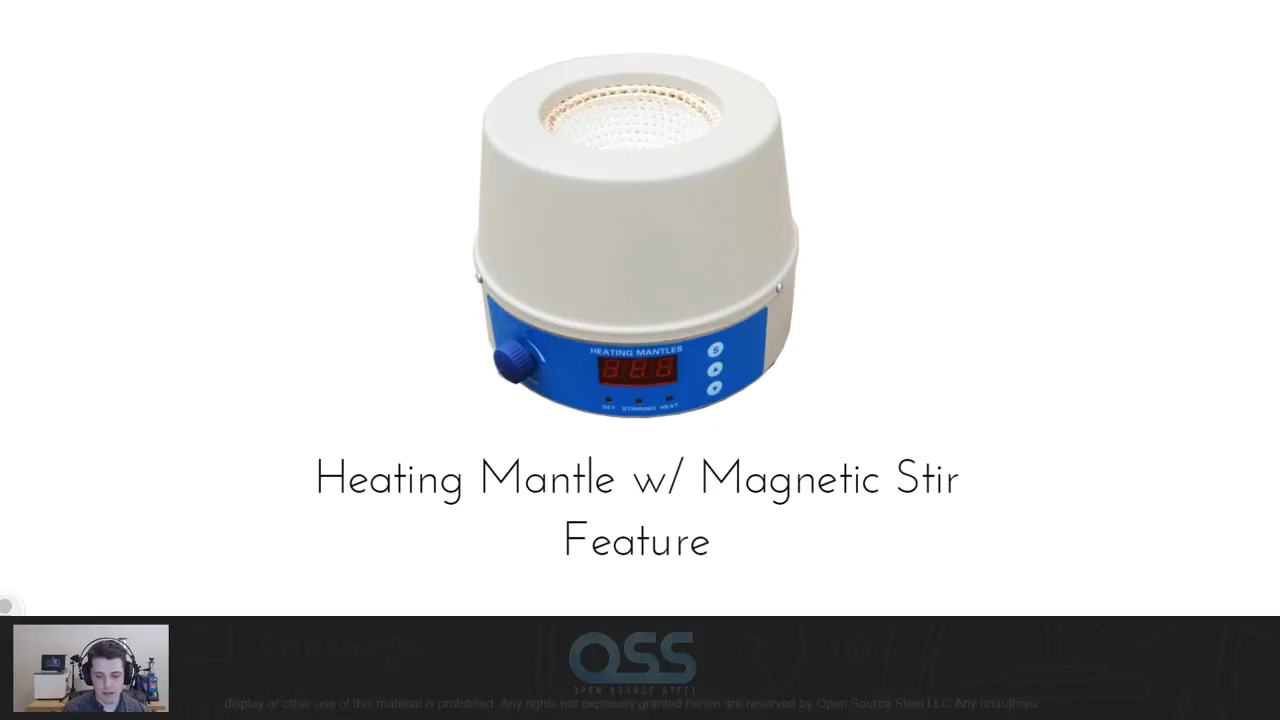 HEATING MANTLES
S
SET STIRRING HEAT
Heating Mantle w/ Magnetic Stir
Feature
OSS
OPEN SOURCE STEEL
display or other use of this material is prohibited. Any rights not expressly granted herein are reserved by Open Source Steel LLC Any unauthoriz